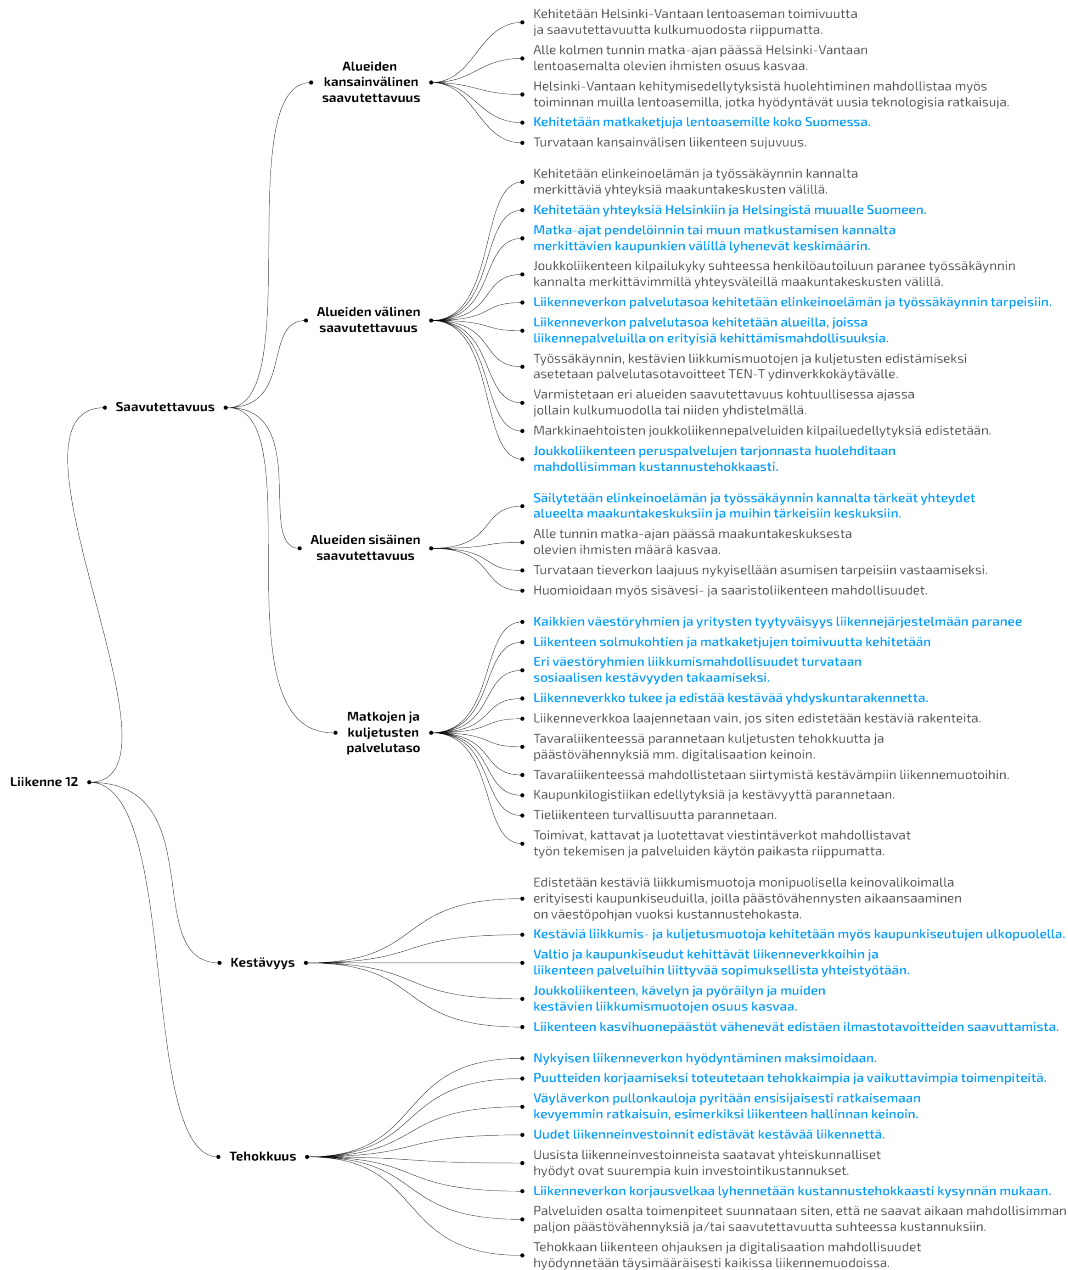 Kehitetään Helsinki-Vantaan lentoaseman toimivuutta
ja saavutettavuutta kulkumuodosta riippumatta.
Alle kolmen tunnin matka-ajan päässä Helsinki-Vantaan
lentoasemalta olevien ihmisten osuus kasvaa.
Alueiden
kansainvälinen
saavutettavuus
Helsinki-Vantaan kehitymisedellytyksistä huolehtiminen mahdollistaa myös
toiminnan muilla lentoasemilla, jotka hyödyntävät uusia teknologisia ratkaisuja.
Kehitetään matkaketjuja lentoasemille koko Suomessa.
Turvataan kansainvälisen liikenteen sujuvuus.
Kehitetään elinkeinoelämän ja työssäkäynnin kannalta
merkittäviä yhteyksiä maakuntakeskusten välillä.
Kehitetään yhteyksiä Helsinkiin ja Helsingistä muualle Suomeen.
Matka-ajat pendelöinnin tai muun matkustamisen kannalta
merkittävien kaupunkien välillä lyhenevät keskimäärin.
Joukkoliikenteen kilpailukyky suhteessa henkilöautoiluun paranee työssäkäynnin
kannalta merkittävimmillä yhteysväleillä maakuntakeskusten välillä.
Liikenneverkon palvelutasoa kehitetään elinkeinoelämän ja työssäkäynnin tarpeisiin.
Alueiden välinen
saavutettavuus
Liikenneverkon palvelutasoa kehitetään alueilla, joissa
liikennepalveluilla on erityisiä kehittämismahdollisuuksia.
Työssäkäynnin, kestävien liikkumismuotojen ja kuljetusten edistämiseksi
asetetaan palvelutasotavoitteet TEN-T ydinverkkokäytävälle.
Varmistetaan eri alueiden saavutettavuus kohtuullisessa ajassa
jollain kulkumuodolla tai niiden yhdistelmällä.
Saavutettavuus
Markkinaehtoisten joukkoliikennepalveluiden kilpailuedellytyksiä edistetään.
Joukkoliikenteen peruspalvelujen tarjonnasta huolehditaan
mahdollisimman kustannustehokkaasti.
Säilytetään elinkeinoelämän ja työssäkäynnin kannalta tärkeät yhteydet
alueelta maakuntakeskuksiin ja muihin tärkeisiin keskuksiin.
Alueiden sisäinen
saavutettavuus
Alle tunnin matka-ajan päässä maakuntakeskuksesta
olevien ihmisten määrä kasvaa.
Turvataan tieverkon laajuus nykyisellään asumisen tarpeisiin vastaamiseksi.
Huomioidaan myös sisävesi- ja saaristoliikenteen mahdollisuudet.
Kaikkien väestöryhmien ja yritysten tyytyväisyys liikennejärjestelmään paranee
Liikenteen solmukohtien ja matkaketjujen toimivuutta kehitetään
Eri väestöryhmien liikkumismahdollisuudet turvataan
sosiaalisen kestävyyden takaamiseksi.
Liikenneverkko tukee ja edistää kestävää yhdyskuntarakennetta.
Matkojen ja
kuljetusten
palvelutaso
Liikenneverkkoa laajennetaan vain, jos siten edistetään kestäviä rakenteita.
Tavaraliikenteessä parannetaan kuljetusten tehokkuutta ja
päästövähennyksiä mm. digitalisaation keinoin.
Tavaraliikenteessä mahdollistetaan siirtymistä kestävämpiin liikennemuotoihin.
Liikenne 12
Kaupunkilogistiikan edellytyksiä ja kestävyyttä parannetaan.
Tieliikenteen turvallisuutta parannetaan.
Toimivat, kattavat ja luotettavat viestintäverkot mahdollistavat
työn tekemisen ja palveluiden käytön paikasta riippumatta.
Edistetään kestäviä liikkumismuotoja monipuolisella keinovalikoimalla
erityisesti kaupunkiseuduilla, joilla päästövähennysten aikaansaaminen
on väestöpohjan vuoksi kustannustehokasta.
Kestäviä liikkumis- ja kuljetusmuotoja kehitetään myös kaupunkiseutujen ulkopuolella.
Kestävyys
Valtio ja kaupunkiseudut kehittävät liikenneverkkoihin ja
liikenteen palveluihin liittyvää sopimuksellista yhteistyötään.
Joukkoliikenteen, kävelyn ja pyöräilyn ja muiden
kestävien liikkumismuotojen osuus kasvaa.
Liikenteen kasvihuonepäästöt vähenevät edistäen ilmastotavoitteiden saavuttamista.
Nykyisen liikenneverkon hyödyntäminen maksimoidaan.
Puutteiden korjaamiseksi toteutetaan tehokkaimpia ja vaikuttavimpia toimenpiteitä.
Väyläverkon pullonkauloja pyritään ensisijaisesti ratkaisemaan
kevyemmin ratkaisuin, esimerkiksi liikenteen hallinnan keinoin.
Uudet liikenneinvestoinnit edistävät kestävää liikennettä.
Tehokkuus
Uusista liikenneinvestoinneista saatavat yhteiskunnalliset
hyödyt ovat suurempia kuin investointikustannukset.
Liikenneverkon korjausvelkaa lyhennetään kustannustehokkaasti kysynnän mukaan.
Palveluiden osalta toimenpiteet suunnataan siten, että ne saavat aikaan mahdollisimman
paljon päästövähennyksiä ja/tai saavutettavuutta suhteessa kustannuksiin.
Tehokkaan liikenteen ohjauksen ja digitalisaation mahdollisuudet
hyödynnetään täysimääräisesti kaikissa liikennemuodoissa.